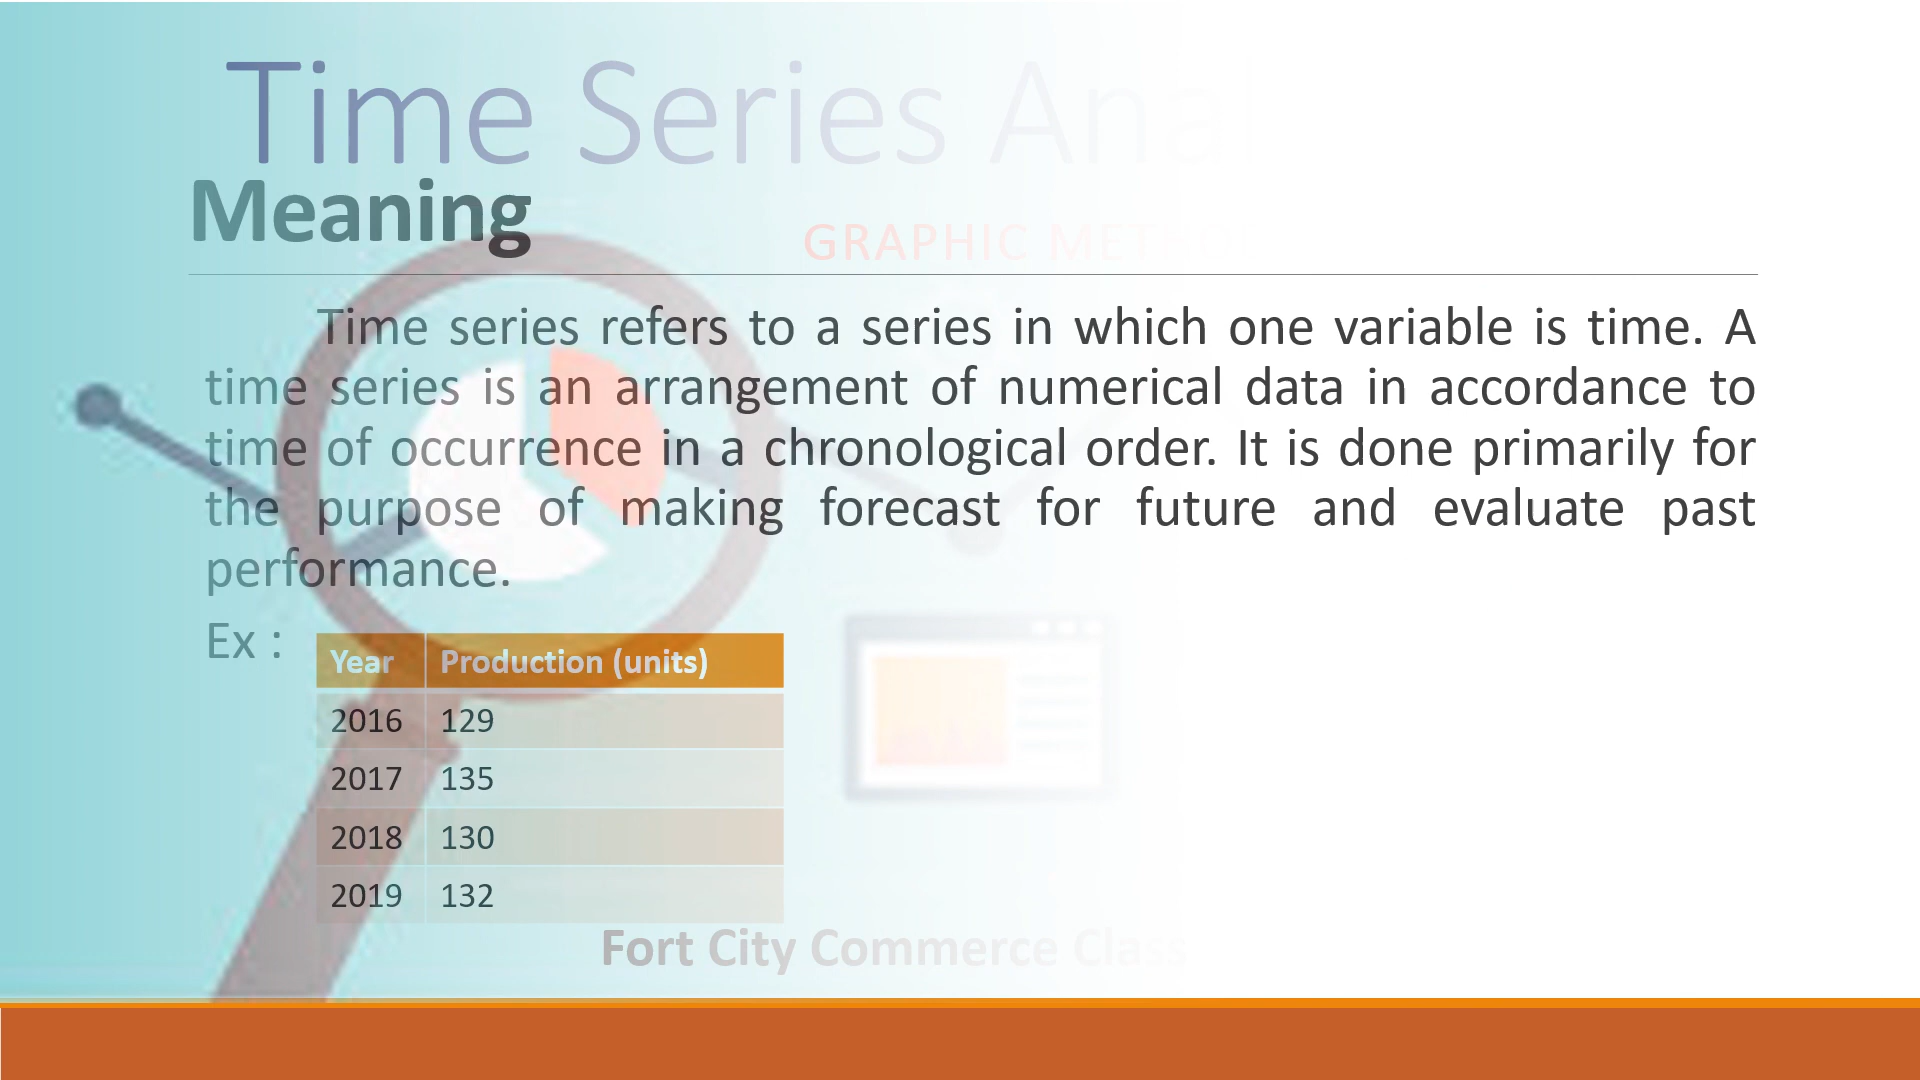 Time Series Anal
Meaning
GRAPHIC METHO
Time series refers to a series in which one variable is time. A
time series is an arrangement of numerical data in accordance to
time of occurrence in a chronological order. It is done primarily for
the purpose of making forecast for future and evaluate past
performance.
Ex :
Year Production (units)
2016 129
2017 135
2018 130
2019 132
Fort City Commerce Class